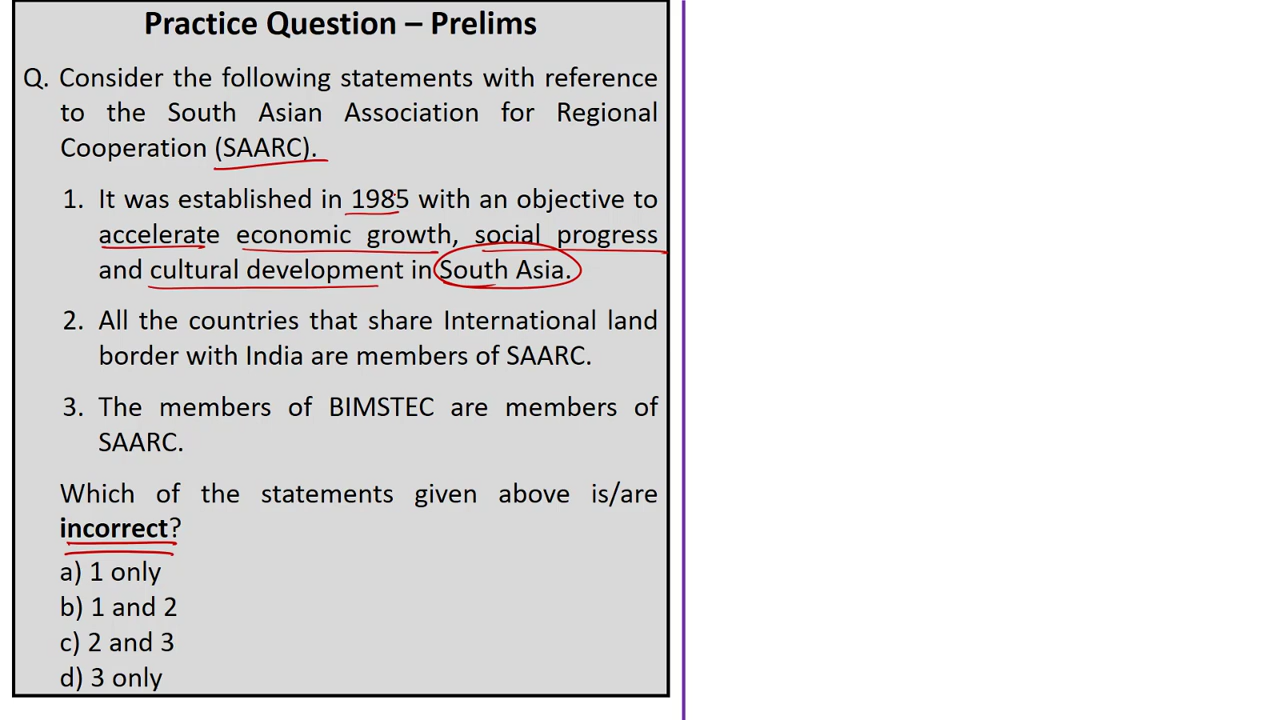 Practice Question – Prelims
Q. Consider the following statements with reference
to the South Asian Association for Regional
Cooperation (SAARC).
1. It was established in 1985 with an objective to
accelerate economic growth, social progress
and cultural development in South Asia.
2. All the countries that share International land
border with India are members of SAARC.
3. The members of BIMSTEC are members of
SAARC.
Which of the statements given above is/are
incorrect?
a) 1 only
b) 1 and 2
c) 2 and 3
d) 3 only